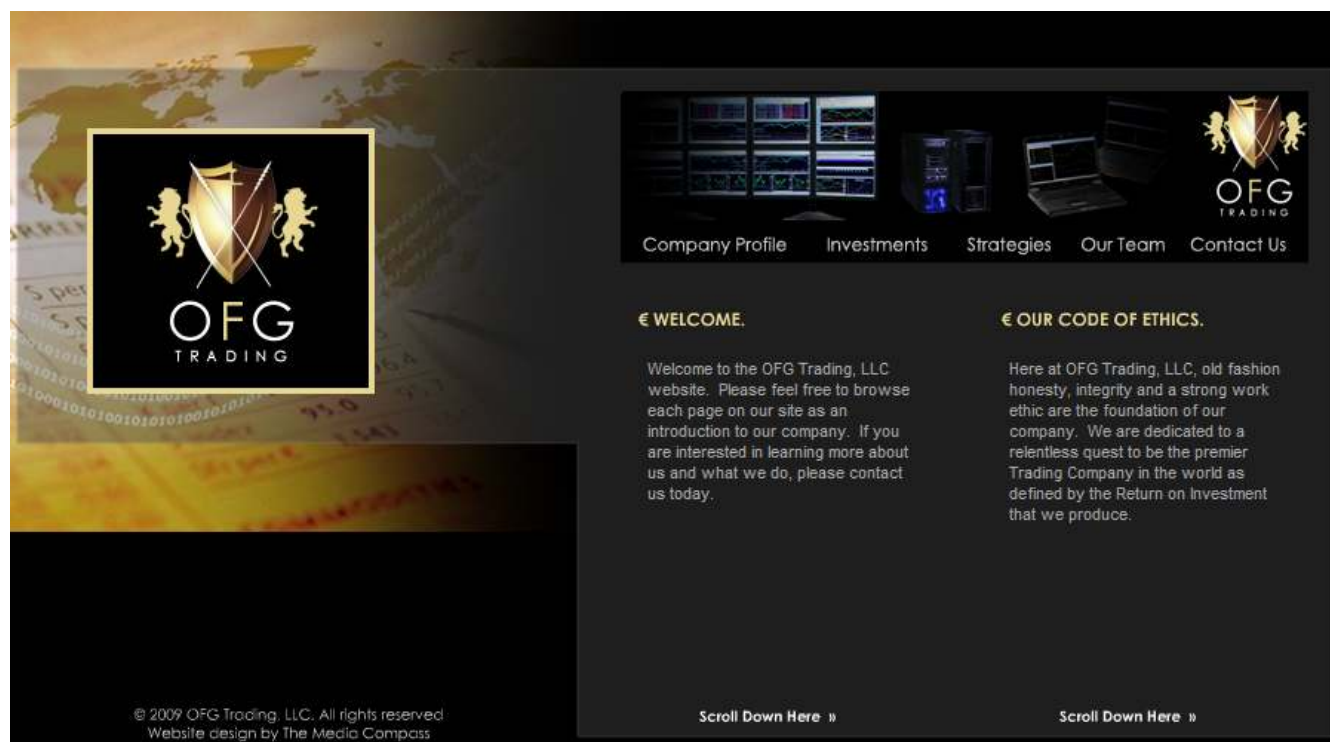 OFG
TRADING
OFG
TRADING
Company Profile Investments Strategies Our Team Contact Us
€ WELCOME.
Welcome to the OFG Trading, LLC
website. Please feel free to browse
each page on our site as an
introduction to our company. If you
are interested in learning more about
us and what we do, please contact
us today.
€ OUR CODE OF ETHICS.
Here at OFG Trading, LLC, old fashion
honesty, integrity and a strong work
ethic are the foundation of our
company. We are dedicated to a
relentless quest to be the premier
Trading Company in the world as
defined by the Return on Investment
that we produce.
Scroll Down Here »
Scroll Down Here »
© 2009 OFG Trading, LLC. All rights reserved
Website design by The Media Compass